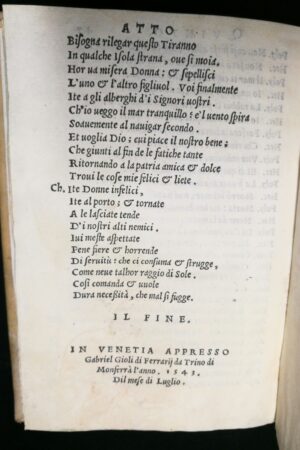 ATTO
Bisogna rilegar questo Tiranno
In qualche Isola strana, oue si moia.
Hor ua misera Donna: & sepellisci
L'uno & l'altro figliuol. Voi finalmente
Ite a gli alberghi d'i Signori uostri.
Ch'io ueggo il mar tranquillo: e'l uento spira
Soauemente al nauigar secondo.
Et uoglia Dio; cui piace il nostro bene;
Che giunti al fin de le fatiche tante
Ritornando a la patria amica & dolce
Troui le cose mie felici & liete.
Ch. Ite Donne infelici,
Ite al porto; & tornate
A le lasciate tende
D'i nostri alti nemici.
Iui meste aspettate
Pene fiere & horrende
Di seruitù: che ci consuma & strugge,
Come neue talhor raggio di Sole.
Così comanda & uuole
Dura necessità, che mal si fugge.
IL FINE.
IN VENETIA APPRESSO
Gabriel Gioli di Ferrarij da Trino di
Monferrà l'anno. 1543.
Dil mese di Luglio.